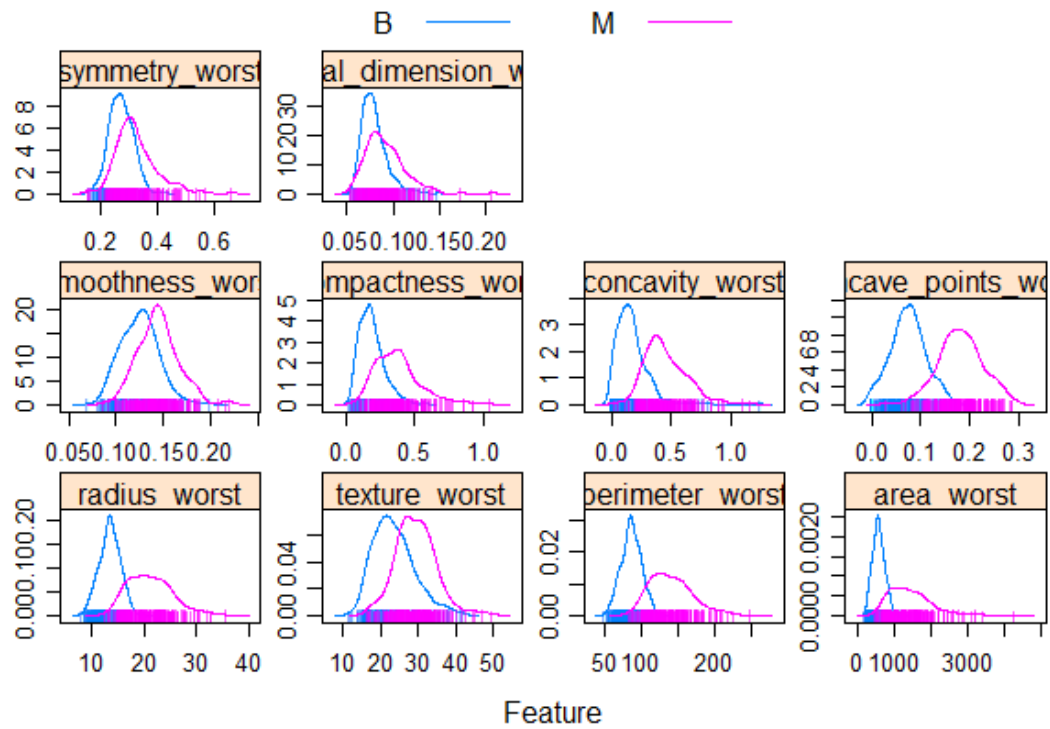 B M
symmetry_worst al_dimension_w
0 2 4 6 8
0 10 20 30
0.2 0.4 0.6
0.05 0.10 0.15 0.20
moothness_wors ompactness_wor concavity_worst cave_points_wo
0 5 10 20
0 1 2 3 4 5
0 1 2 3
0 2 4 6 8
0.05 0.10 0.15 0.20
0.0 0.5 1.0
0.0 0.5 1.0
0.0 0.1 0.2 0.3
radius_worst texture_worst perimeter_worst area_worst
0.00 0.10 0.20
0.00 0.04
0.00 0.02
0.0000 0.0020
10 20 30 40
10 20 30 40 50
50 100 200
0 1000 3000
Feature